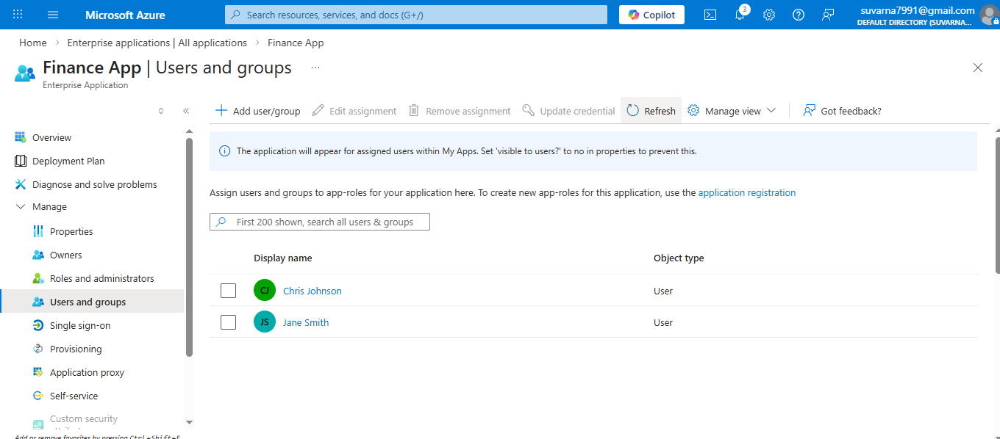 Microsoft Azure
Search resources, services, and docs (G+/)
Copilot
3
suvarna7991@gmail.com
DEFAULT DIRECTORY (SUVARNA...
Home > Enterprise applications | All applications > Finance App
Finance App | Users and groups ...
Enterprise Application
Add user/group
Edit assignment
Remove assignment
Update credential
Refresh
Manage view
Got feedback?
Overview
Deployment Plan
Diagnose and solve problems
Manage
Properties
Owners
Roles and administrators
Users and groups
Single sign-on
Provisioning
Application proxy
Self-service
Custom security
Add or remove favorites by pressing Ctrl+Shift+F
The application will appear for assigned users within My Apps. Set 'visible to users?' to no in properties to prevent this.
Assign users and groups to app-roles for your application here. To create new app-roles for this application, use the application registration
First 200 shown, search all users & groups
Display name Object type
CJ Chris Johnson User
JS Jane Smith User